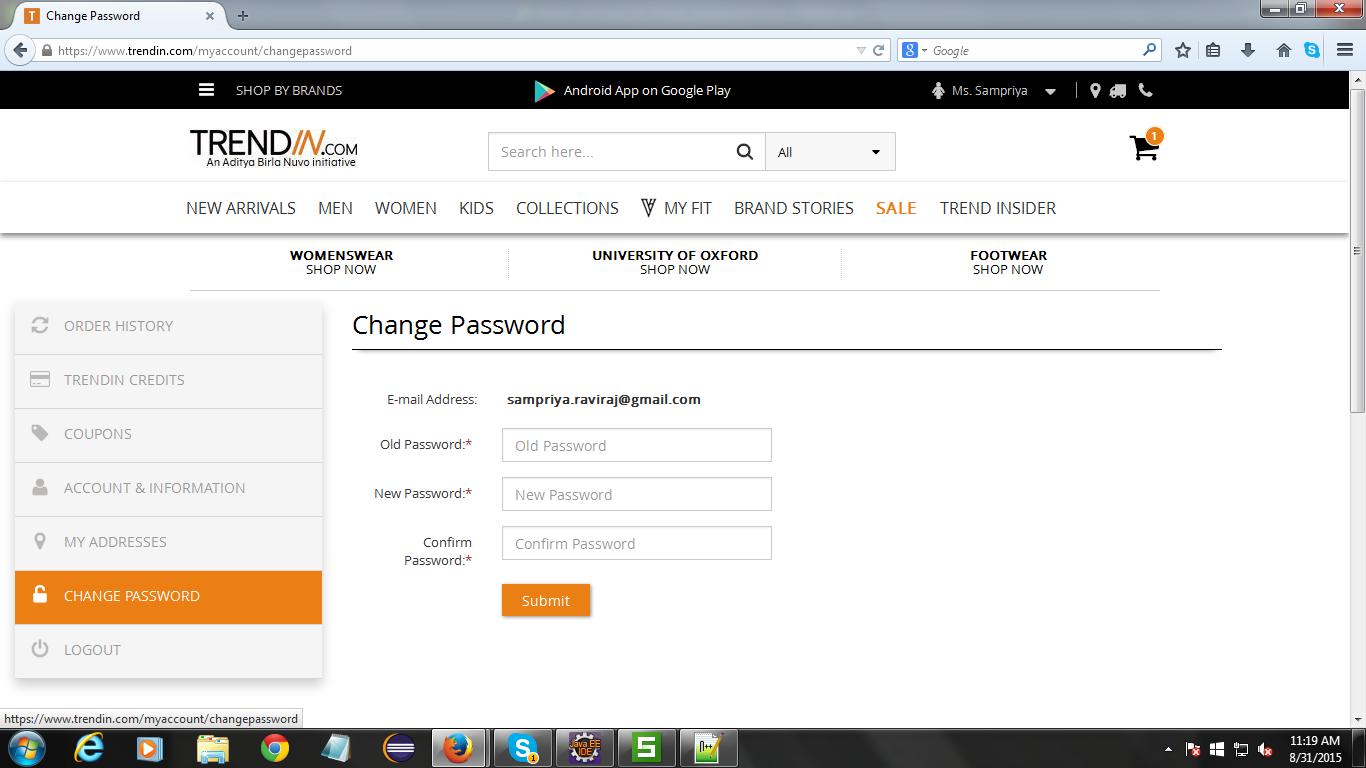 Change Password
https://www.trendin.com/myaccount/changepassword
Google
SHOP BY BRANDS
Android App on Google Play
Ms. Sampriya
TRENDIN.COM
An Aditya Birla Nuvo initiative
Search here...
All
1
NEW ARRIVALS MEN WOMEN KIDS COLLECTIONS MY FIT BRAND STORIES SALE TREND INSIDER
WOMENSWEAR
SHOP NOW
UNIVERSITY OF OXFORD
SHOP NOW
FOOTWEAR
SHOP NOW
ORDER HISTORY
TRENDIN CREDITS
COUPONS
ACCOUNT & INFORMATION
MY ADDRESSES
CHANGE PASSWORD
LOGOUT
Change Password
E-mail Address: sampriya.raviraj@gmail.com
Old Password:* Old Password
New Password:* New Password
Confirm
Password:*
Confirm Password
Submit
https://www.trendin.com/myaccount/changepassword
1
Java EE
IDE
S
11:19 AM
8/31/2015